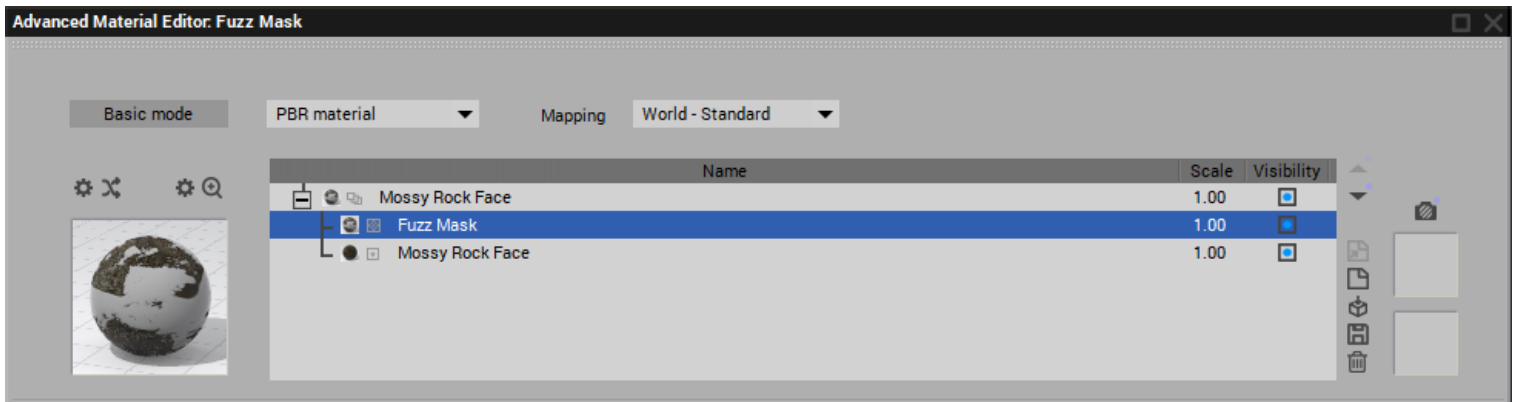 Advanced Material Editor: Fuzz Mask
Basic mode PBR material Mapping World - Standard
Name Scale Visibility
Mossy Rock Face 1.00
Fuzz Mask 1.00
Mossy Rock Face 1.00